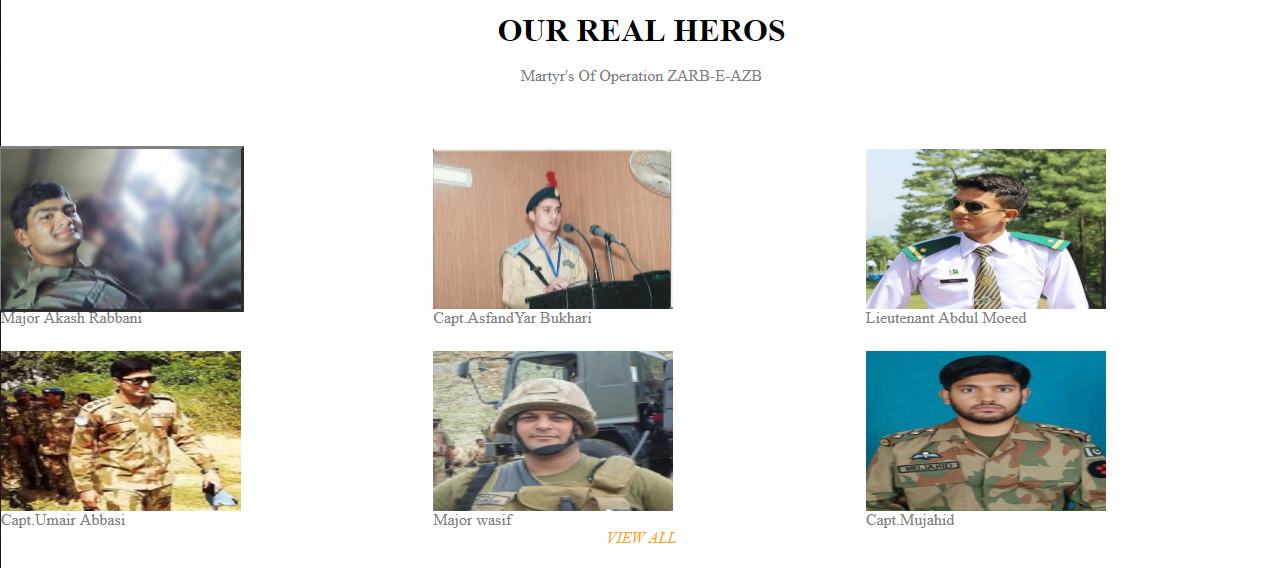 OUR REAL HEROS
Martyr's Of Operation ZARB-E-AZB
Major Akash Rabbani
Capt.AsfandYar Bukhari
Lieutenant Abdul Moeed
MUJAHID
Capt.Umair Abbasi
Major wasif
Capt.Mujahid
VIEW ALL